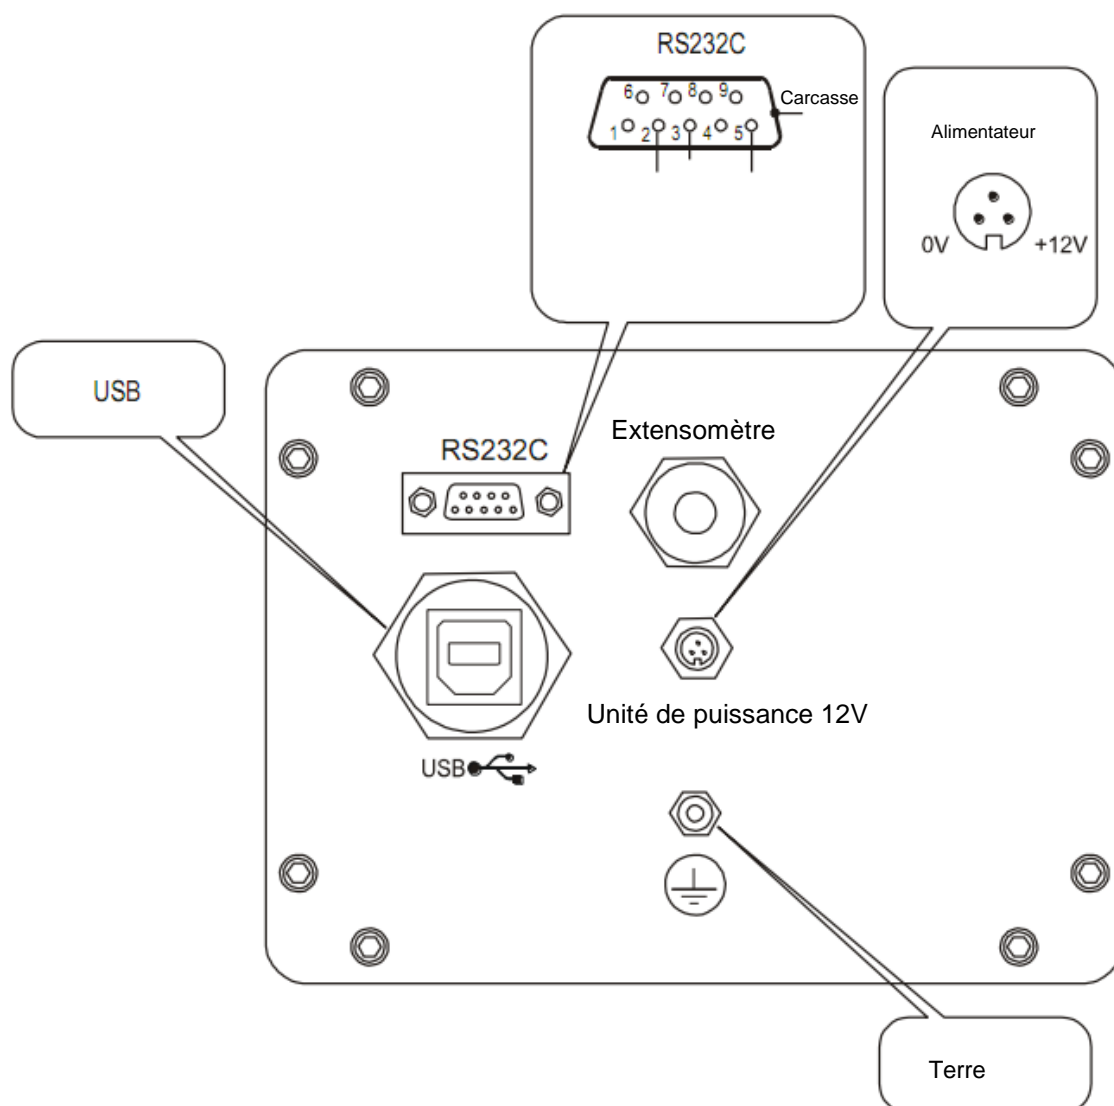 RS232C
6 7 8 9
Carcasse
1 2 3 4 5
Alimentateur
0V +12V
USB
Extensomètre
RS232C
Unité de puissance 12V
USB
Terre